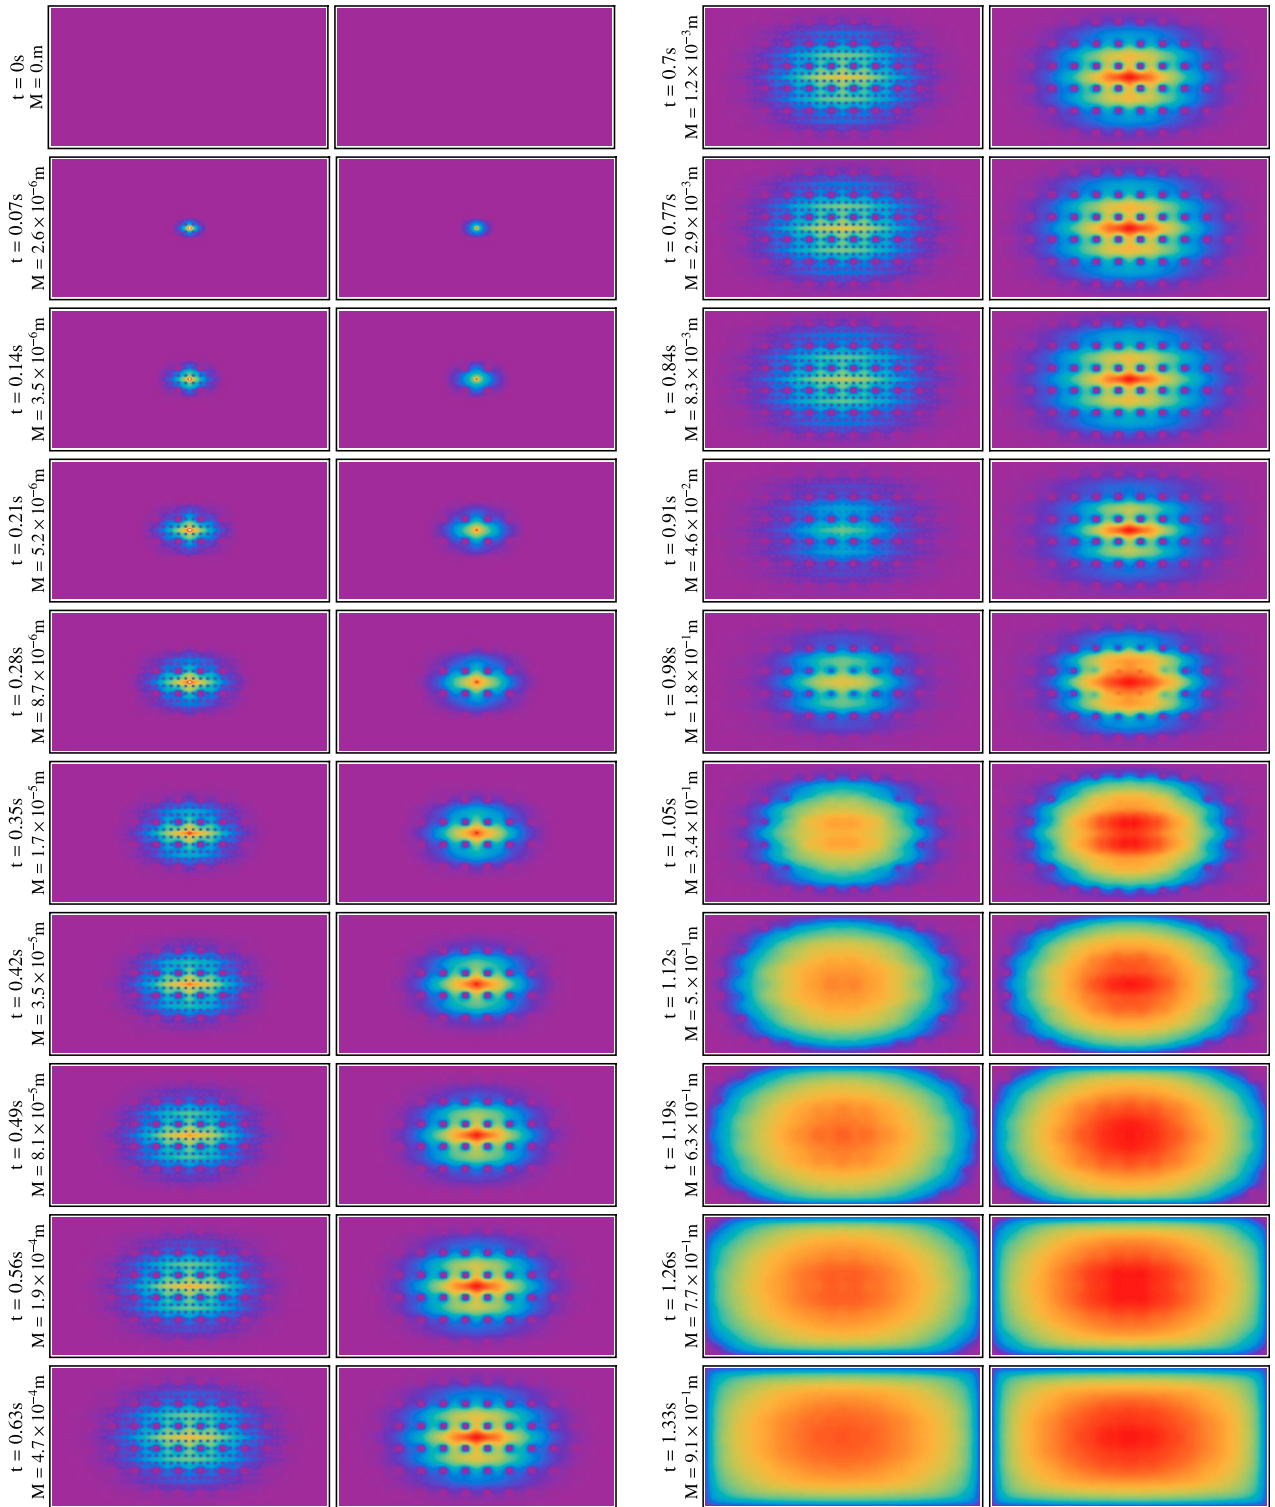 t = 0s
M = 0.m
t = 0.07s
M = 2.6×10⁻⁶m
t = 0.14s
M = 3.5×10⁻⁶m
t = 0.21s
M = 5.2×10⁻⁶m
t = 0.28s
M = 8.7×10⁻⁶m
t = 0.35s
M = 1.7×10⁻⁵m
t = 0.42s
M = 3.5×10⁻⁵m
t = 0.49s
M = 8.1×10⁻⁵m
t = 0.56s
M = 1.9×10⁻⁴m
t = 0.63s
M = 4.7×10⁻⁴m
t = 0.7s
M = 1.2×10⁻³m
t = 0.77s
M = 2.9×10⁻³m
t = 0.84s
M = 8.3×10⁻³m
t = 0.91s
M = 4.6×10⁻²m
t = 0.98s
M = 1.8×10⁻¹m
t = 1.05s
M = 3.4×10⁻¹m
t = 1.12s
M = 5.×10⁻¹m
t = 1.19s
M = 6.3×10⁻¹m
t = 1.26s
M = 7.7×10⁻¹m
t = 1.33s
M = 9.1×10⁻¹m